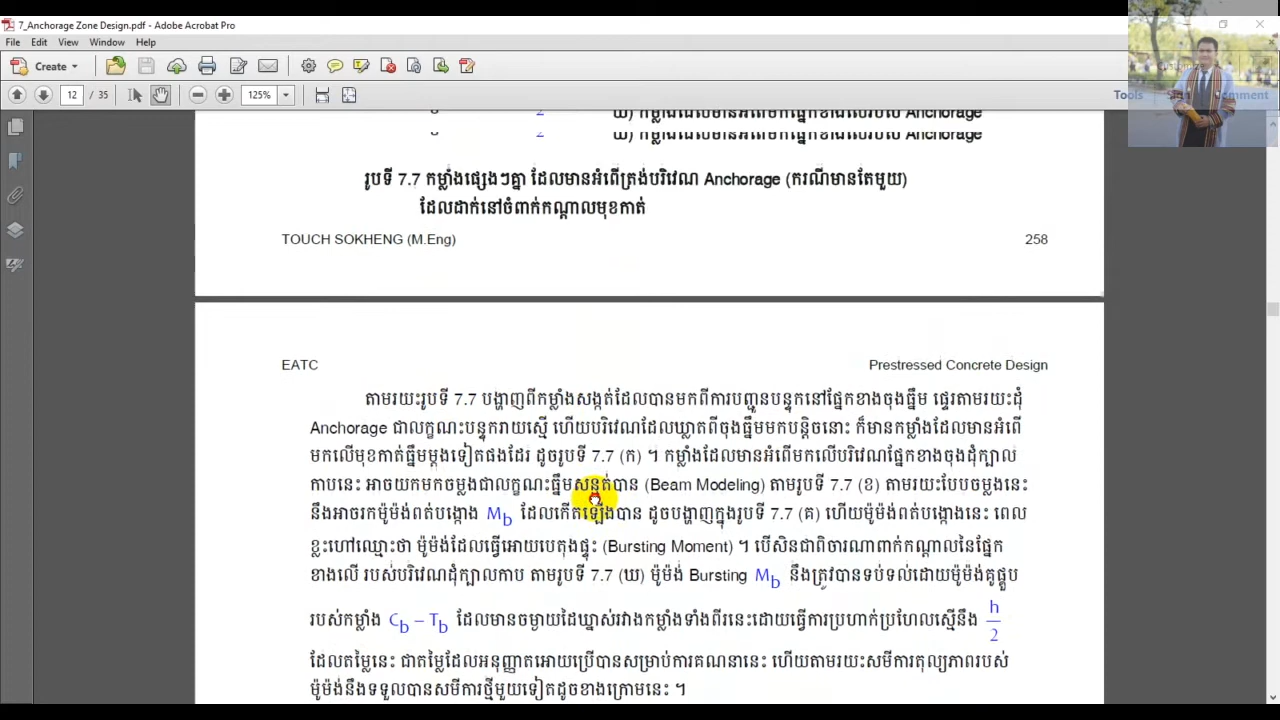 7_Anchorage Zone Design.pdf - Adobe Acrobat Pro
File Edit View Window Help
Create
Customize
12 / 35 125% Tools Sign Comment
ឃ) កម្លាំងដែលមានអំពើមកផ្នែកខាងលើរបស់ Anchorage
រូបទី 7.7 កម្លាំងផ្សេងៗគ្នា ដែលមានអំពើត្រង់បរិវេណ Anchorage (ករណីមានតែមួយ)
ដែលដាក់នៅចំពាក់កណ្តាលមុខកាត់
TOUCH SOKHENG (M.Eng) 258
EATC Prestressed Concrete Design
តាមរយះរូបទី 7.7 បង្ហាញពីកម្លាំងសង្កត់ដែលបានមកពីការបញ្ជូនបន្ទុកនៅផ្នែកខាងចុងធ្នឹម ផ្ទេរតាមរយះដុំ
Anchorage ជាលក្ខណះបន្ទុករាយស្មើ ហើយបរិវេណដែលឃ្លាតពីចុងធ្នឹមមកបន្តិចនោះ ក៏មានកម្លាំងដែលមានអំពើ
មកលើមុខកាត់ធ្នឹមម្តងទៀតផងដែរ ដូចរូបទី 7.7 (ក) ។ កម្លាំងដែលមានអំពើមកលើបរិវេណផ្នែកខាងចុងដុំក្បាល
កាបនេះ អាចយកមកចម្លងជាលក្ខណះធ្នឹមសន្មត់បាន (Beam Modeling) តាមរូបទី 7.7 (ខ) តាមរយះបែបចម្លងនេះ
នឹងអាចរកម៉ូម៉ង់ពត់បង្កោង Mb ដែលកើតឡើងបាន ដូចបង្ហាញក្នុងរូបទី 7.7 (គ) ហើយម៉ូម៉ង់ពត់បង្កោងនេះ ពេល
ខ្លះហៅឈ្មោះថា ម៉ូម៉ង់ដែលធ្វើអោយបេតុងផ្ទុះ (Bursting Moment) ។ បើសិនជាពិចារណាពាក់កណ្តាលនៃផ្នែក
ខាងលើ របស់បរិវេណដុំក្បាលកាប តាមរូបទី 7.7 (ឃ) ម៉ូម៉ង់ Bursting Mb នឹងត្រូវបានទប់ទល់ដោយម៉ូម៉ង់គូផ្គួប
របស់កម្លាំង Cb – Tb ដែលមានចម្ងាយដៃឃ្នាស់រវាងកម្លាំងទាំងពីរនេះដោយធ្វើការប្រហាក់ប្រហែលស្មើនឹង h/2
ដែលតម្លៃនេះ ជាតម្លៃដែលអនុញ្ញាតអោយប្រើបានសម្រាប់ការគណនានេះ ហើយតាមរយះសមីការតុល្យភាពរបស់
ម៉ូម៉ង់នឹងទទួលបានសមីការថ្មីមួយទៀតដូចខាងក្រោមនេះ ។